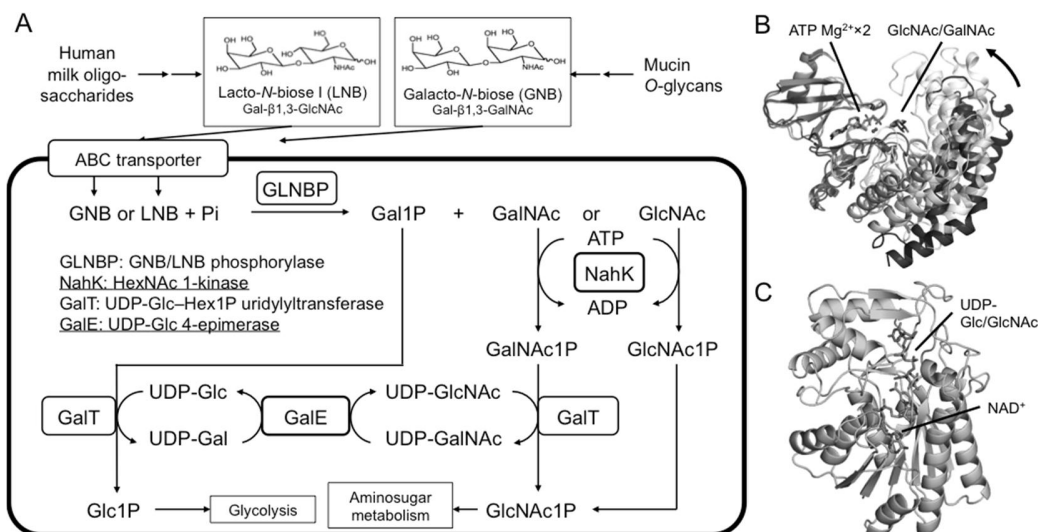 A
Human
milk oligo-
saccharides
Lacto-N-biose I (LNB)
Gal-β1,3-GlcNAc
Galacto-N-biose (GNB)
Gal-β1,3-GalNAc
Mucin
O-glycans
ABC transporter
GNB or LNB + Pi
GLNBP
Gal1P + GalNAc or GlcNAc
ATP
NahK
ADP
GLNBP: GNB/LNB phosphorylase
NahK: HexNAc 1-kinase
GalT: UDP-Glc–Hex1P uridylyltransferase
GalE: UDP-Glc 4-epimerase
GalNAc1P
GlcNAc1P
GalT
UDP-Glc
UDP-Gal
GalE
UDP-GlcNAc
UDP-GalNAc
GalT
Glc1P
Glycolysis
Aminosugar
metabolism
GlcNAc1P
B
ATP Mg²⁺×2
GlcNAc/GalNAc
C
UDP-
Glc/GlcNAc
NAD⁺